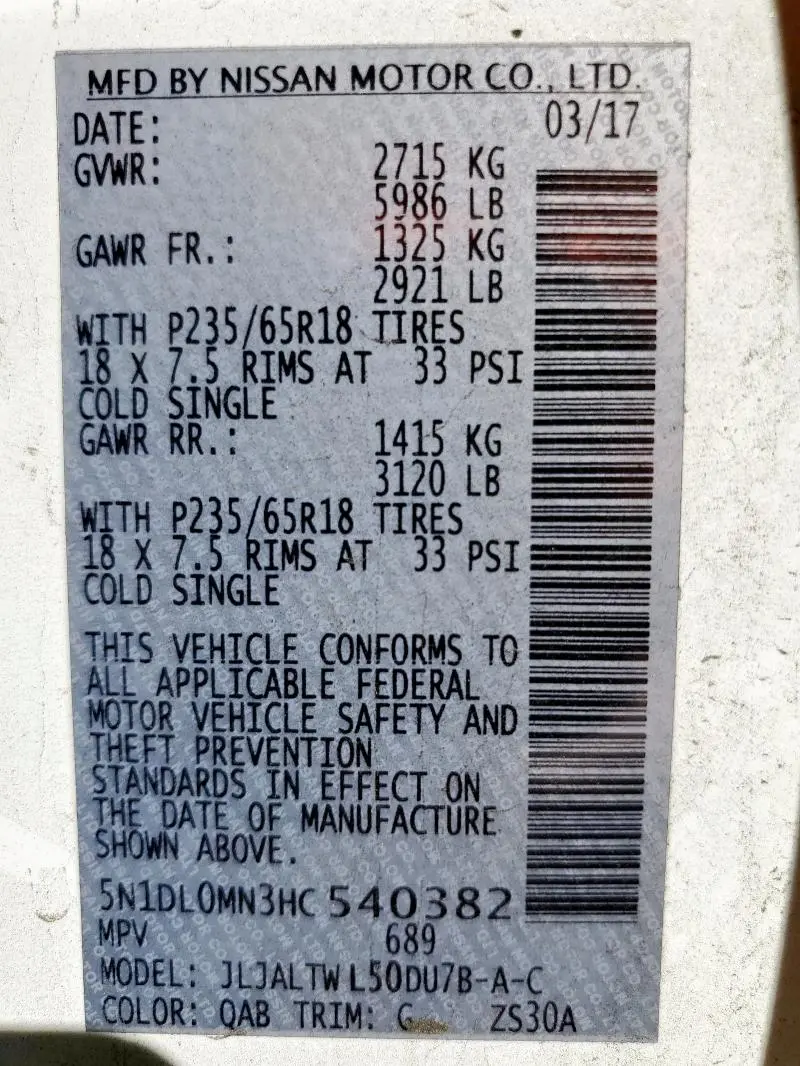 MFD BY NISSAN MOTOR CO., LTD.
DATE: 03/17
GVWR: 2715 KG
5986 LB
GAWR FR.: 1325 KG
2921 LB
WITH P235/65R18 TIRES
18 X 7.5 RIMS AT 33 PSI
COLD SINGLE
GAWR RR.: 1415 KG
3120 LB
WITH P235/65R18 TIRES
18 X 7.5 RIMS AT 33 PSI
COLD SINGLE
THIS VEHICLE CONFORMS TO
ALL APPLICABLE FEDERAL
MOTOR VEHICLE SAFETY AND
THEFT PREVENTION
STANDARDS IN EFFECT ON
THE DATE OF MANUFACTURE
SHOWN ABOVE.
5N1DL0MN3HC 540382
MPV 689
MODEL: JLJALTW L50DU7B-A-C
COLOR: QAB TRIM: G ZS30A